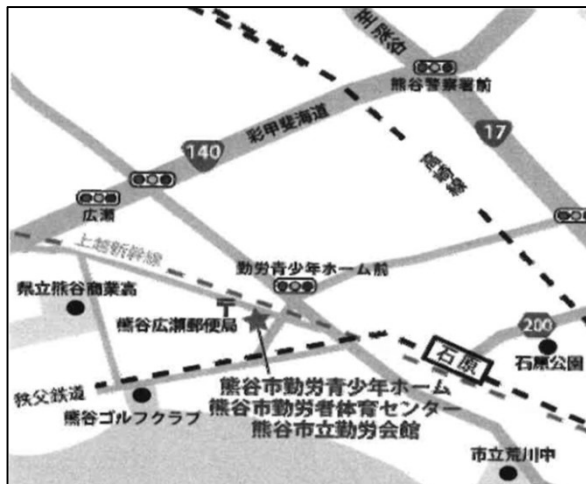 至深谷
熊谷警察署前
140
彩甲斐海道
17
高崎線
広瀬
上越新幹線
勤労青少年ホーム前
県立熊谷商業高
〒
熊谷広瀬郵便局
200
石原
石原公園
秩父鉄道
熊谷ゴルフクラブ
熊谷市勤労青少年ホーム
熊谷市勤労者体育センター
熊谷市立勤労会館
市立荒川中